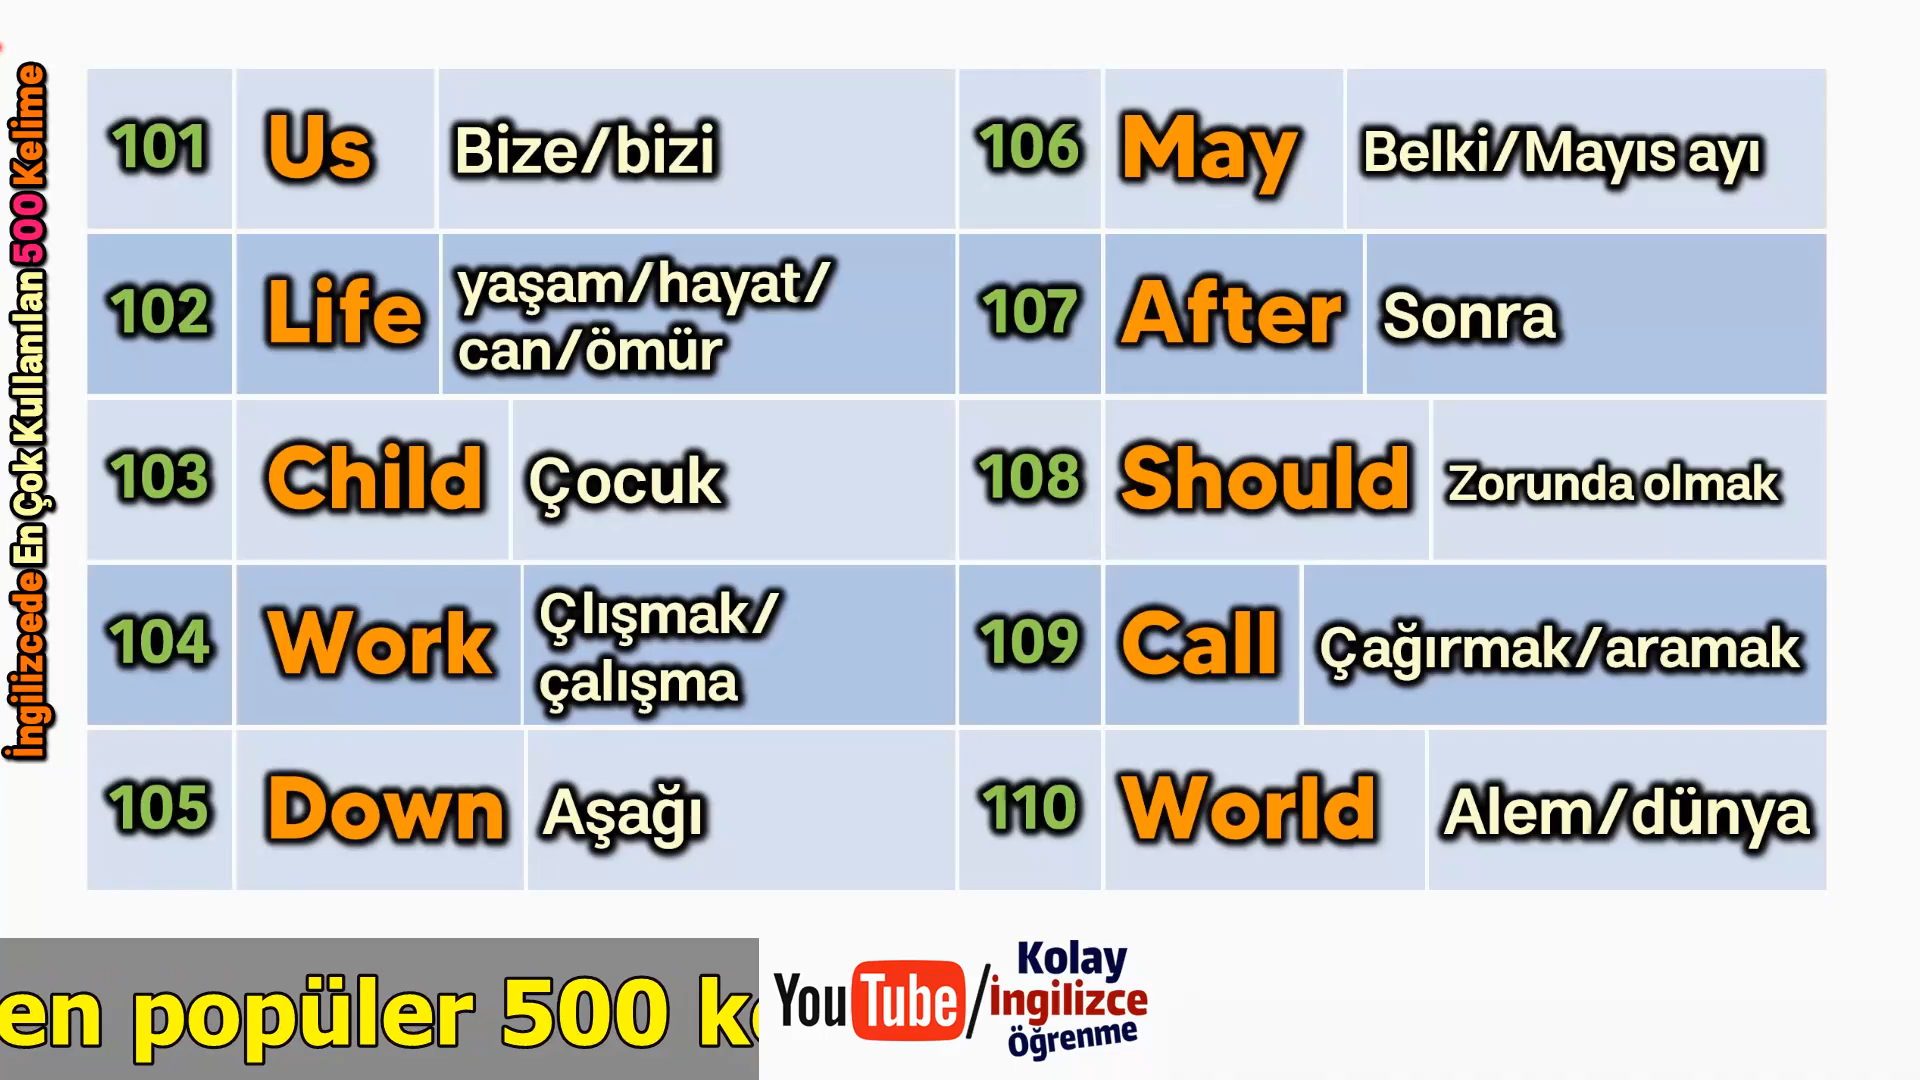 İngilizcede En Çok Kullanılan 500 Kelime
101 Us Bize/bizi
102 Life yaşam/hayat/
can/ömür
103 Child Çocuk
104 Work Çlışmak/
çalışma
105 Down Aşağı
106 May Belki/Mayıs ayı
107 After Sonra
108 Should Zorunda olmak
109 Call Çağırmak/aramak
110 World Alem/dünya
en popüler 500 ke
YouTube/Kolay
İngilizce
Öğrenme